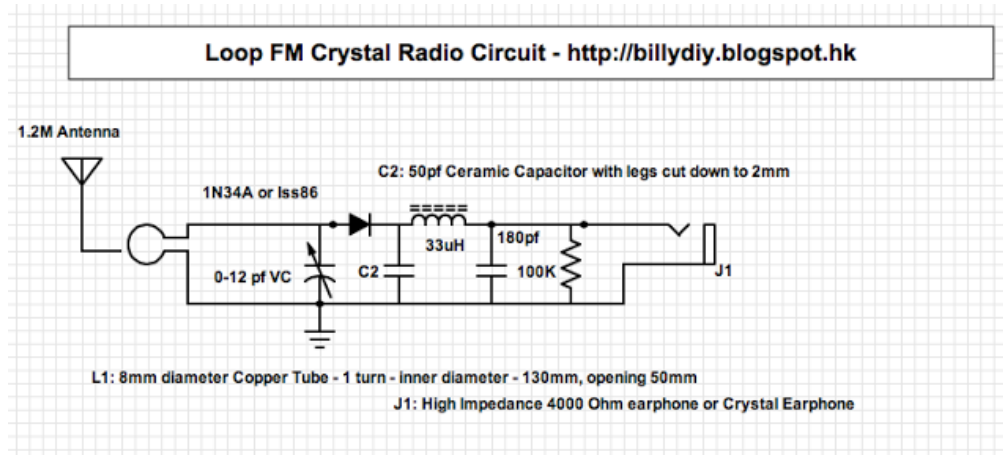 Loop FM Crystal Radio Circuit - http://billydiy.blogspot.hk
1.2M Antenna
C2: 50pf Ceramic Capacitor with legs cut down to 2mm
1N34A or Iss86
33uH
180pf
0-12 pf VC
C2
100K
J1
L1: 8mm diameter Copper Tube - 1 turn - inner diameter - 130mm, opening 50mm
J1: High Impedance 4000 Ohm earphone or Crystal Earphone